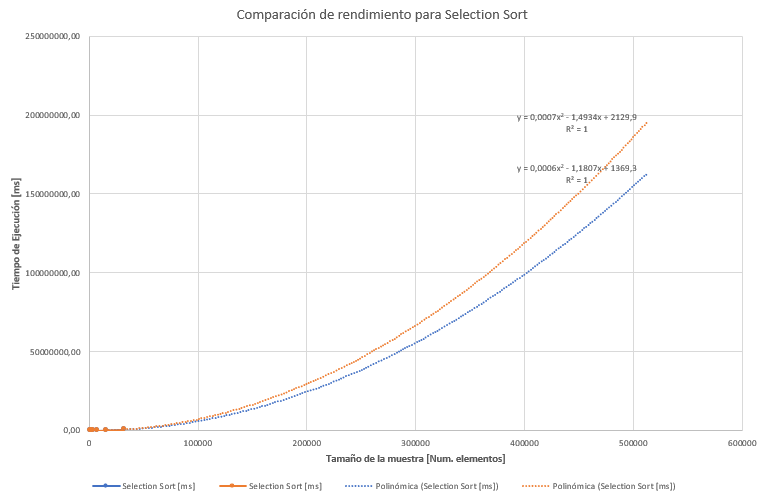 Comparación de rendimiento para Selection Sort
250000000,00
200000000,00
150000000,00
100000000,00
50000000,00
0,00
Tiempo de Ejecución [ms]
y = 0,0007x² - 1,4934x + 2129,9
R² = 1
y = 0,0006x² - 1,1807x + 1369,3
R² = 1
0 100000 200000 300000 400000 500000 600000
Tamaño de la muestra [Num. elementos]
Selection Sort [ms] Selection Sort [ms] Polinómica (Selection Sort [ms]) Polinómica (Selection Sort [ms])